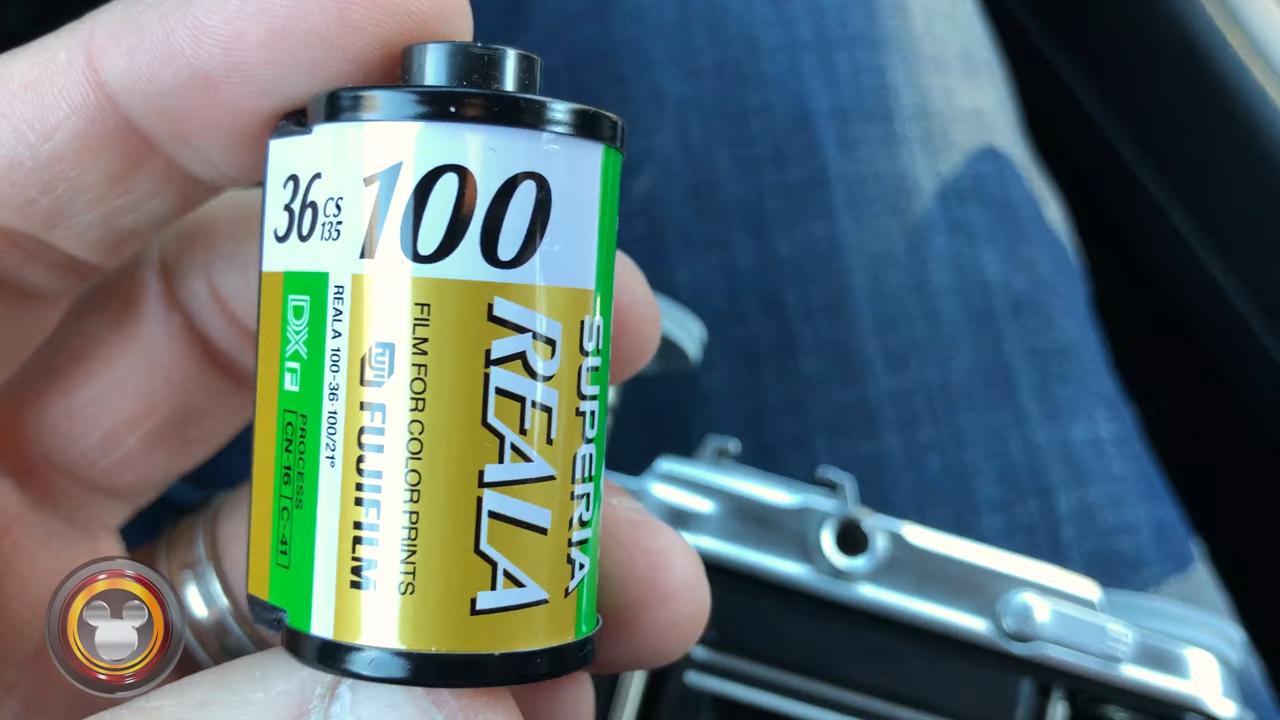 36 CS 135 100
SUPERIA
REALA
FILM FOR COLOR PRINTS
FUJI FUJIFILM
REALA 100-36·100/21°
DX F
PROCESS
CN-16 C-41